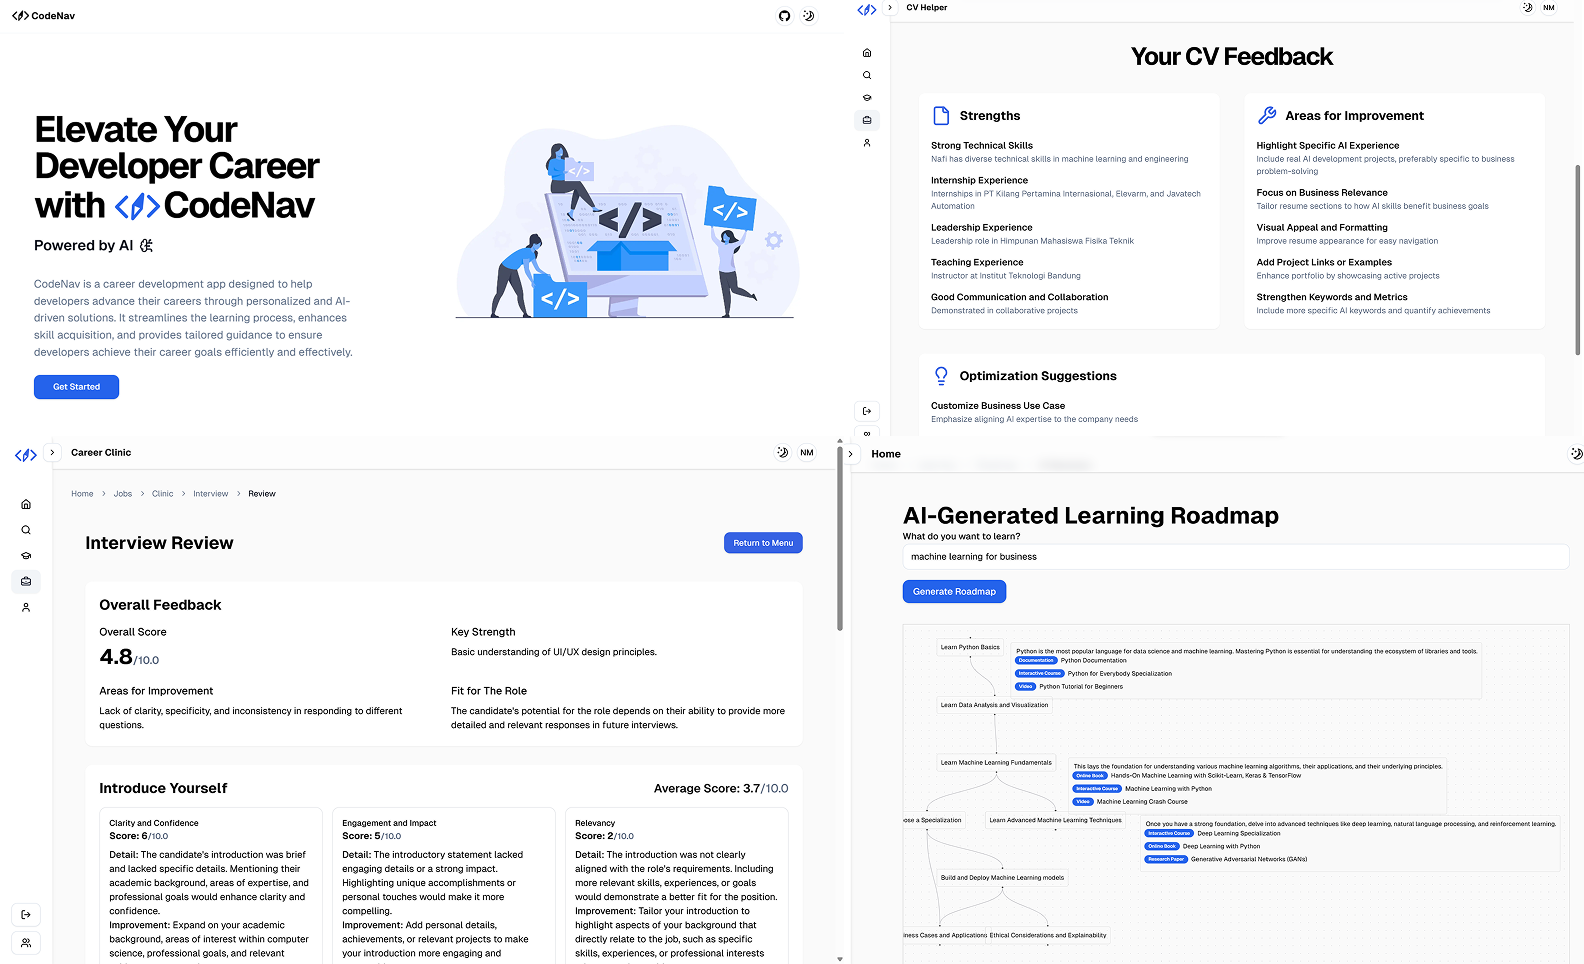 CodeNav
Elevate Your
Developer Career
with CodeNav
Powered by AI
CodeNav is a career development app designed to help
developers advance their careers through personalized and AI-
driven solutions. It streamlines the learning process, enhances
skill acquisition, and provides tailored guidance to ensure
developers achieve their career goals efficiently and effectively.
Get Started
</>
</>
</>
</>
CV Helper
NM
Your CV Feedback
Strengths
Strong Technical Skills
Nafi has diverse technical skills in machine learning and engineering
Internship Experience
Internships in PT Kilang Pertamina Internasional, Elevarm, and Javatech
Automation
Leadership Experience
Leadership role in Himpunan Mahasiswa Fisika Teknik
Teaching Experience
Instructor at Institut Teknologi Bandung
Good Communication and Collaboration
Demonstrated in collaborative projects
Areas for Improvement
Highlight Specific AI Experience
Include real AI development projects, preferably specific to business
problem-solving
Focus on Business Relevance
Tailor resume sections to how AI skills benefit business goals
Visual Appeal and Formatting
Improve resume appearance for easy navigation
Add Project Links or Examples
Enhance portfolio by showcasing active projects
Strengthen Keywords and Metrics
Include more specific AI keywords and quantify achievements
Optimization Suggestions
Customize Business Use Case
Emphasize aligning AI expertise to the company needs
Career Clinic
NM
Home > Jobs > Clinic > Interview > Review
Interview Review
Return to Menu
Overall Feedback
Overall Score
4.8/10.0
Key Strength
Basic understanding of UI/UX design principles.
Areas for Improvement
Lack of clarity, specificity, and inconsistency in responding to different
questions.
Fit for The Role
The candidate's potential for the role depends on their ability to provide more
detailed and relevant responses in future interviews.
Introduce Yourself
Average Score: 3.7/10.0
Clarity and Confidence
Score: 6/10.0
Detail: The candidate's introduction was brief
and lacked specific details. Mentioning their
academic background, areas of expertise, and
professional goals would enhance clarity and
confidence.
Improvement: Expand on your academic
background, areas of interest within computer
science, professional goals, and relevant
Engagement and Impact
Score: 5/10.0
Detail: The introductory statement lacked
engaging details or a strong impact.
Highlighting unique accomplishments or
personal touches would make it more
compelling.
Improvement: Add personal details,
achievements, or relevant projects to make
your introduction more engaging and
Relevancy
Score: 2/10.0
Detail: The introduction was not clearly
aligned with the role's requirements. Including
more relevant skills, experiences, or goals
would demonstrate a better fit for the position.
Improvement: Tailor your introduction to
highlight aspects of your background that
directly relate to the job, such as specific
skills, experiences, or professional interests
Home
AI-Generated Learning Roadmap
What do you want to learn?
machine learning for business
Generate Roadmap
Learn Python Basics
Python is the most popular language for data science and machine learning. Mastering Python is essential for understanding the ecosystem of libraries and tools.
Documentation Python Documentation
Interactive Course Python for Everybody Specialization
Video Python Tutorial for Beginners
Learn Data Analysis and Visualization
Learn Machine Learning Fundamentals
This lays the foundation for understanding various machine learning algorithms, their applications, and their underlying principles.
Online Book Hands-On Machine Learning with Scikit-Learn, Keras & TensorFlow
Interactive Course Machine Learning with Python
Video Machine Learning Crash Course
ose a Specialization
Learn Advanced Machine Learning Techniques
Once you have a strong foundation, delve into advanced techniques like deep learning, natural language processing, and reinforcement learning.
Interactive Course Deep Learning Specialization
Online Book Deep Learning with Python
Research Paper Generative Adversarial Networks (GANs)
Build and Deploy Machine Learning models
iness Cases and Applications
Ethical Considerations and Explainability